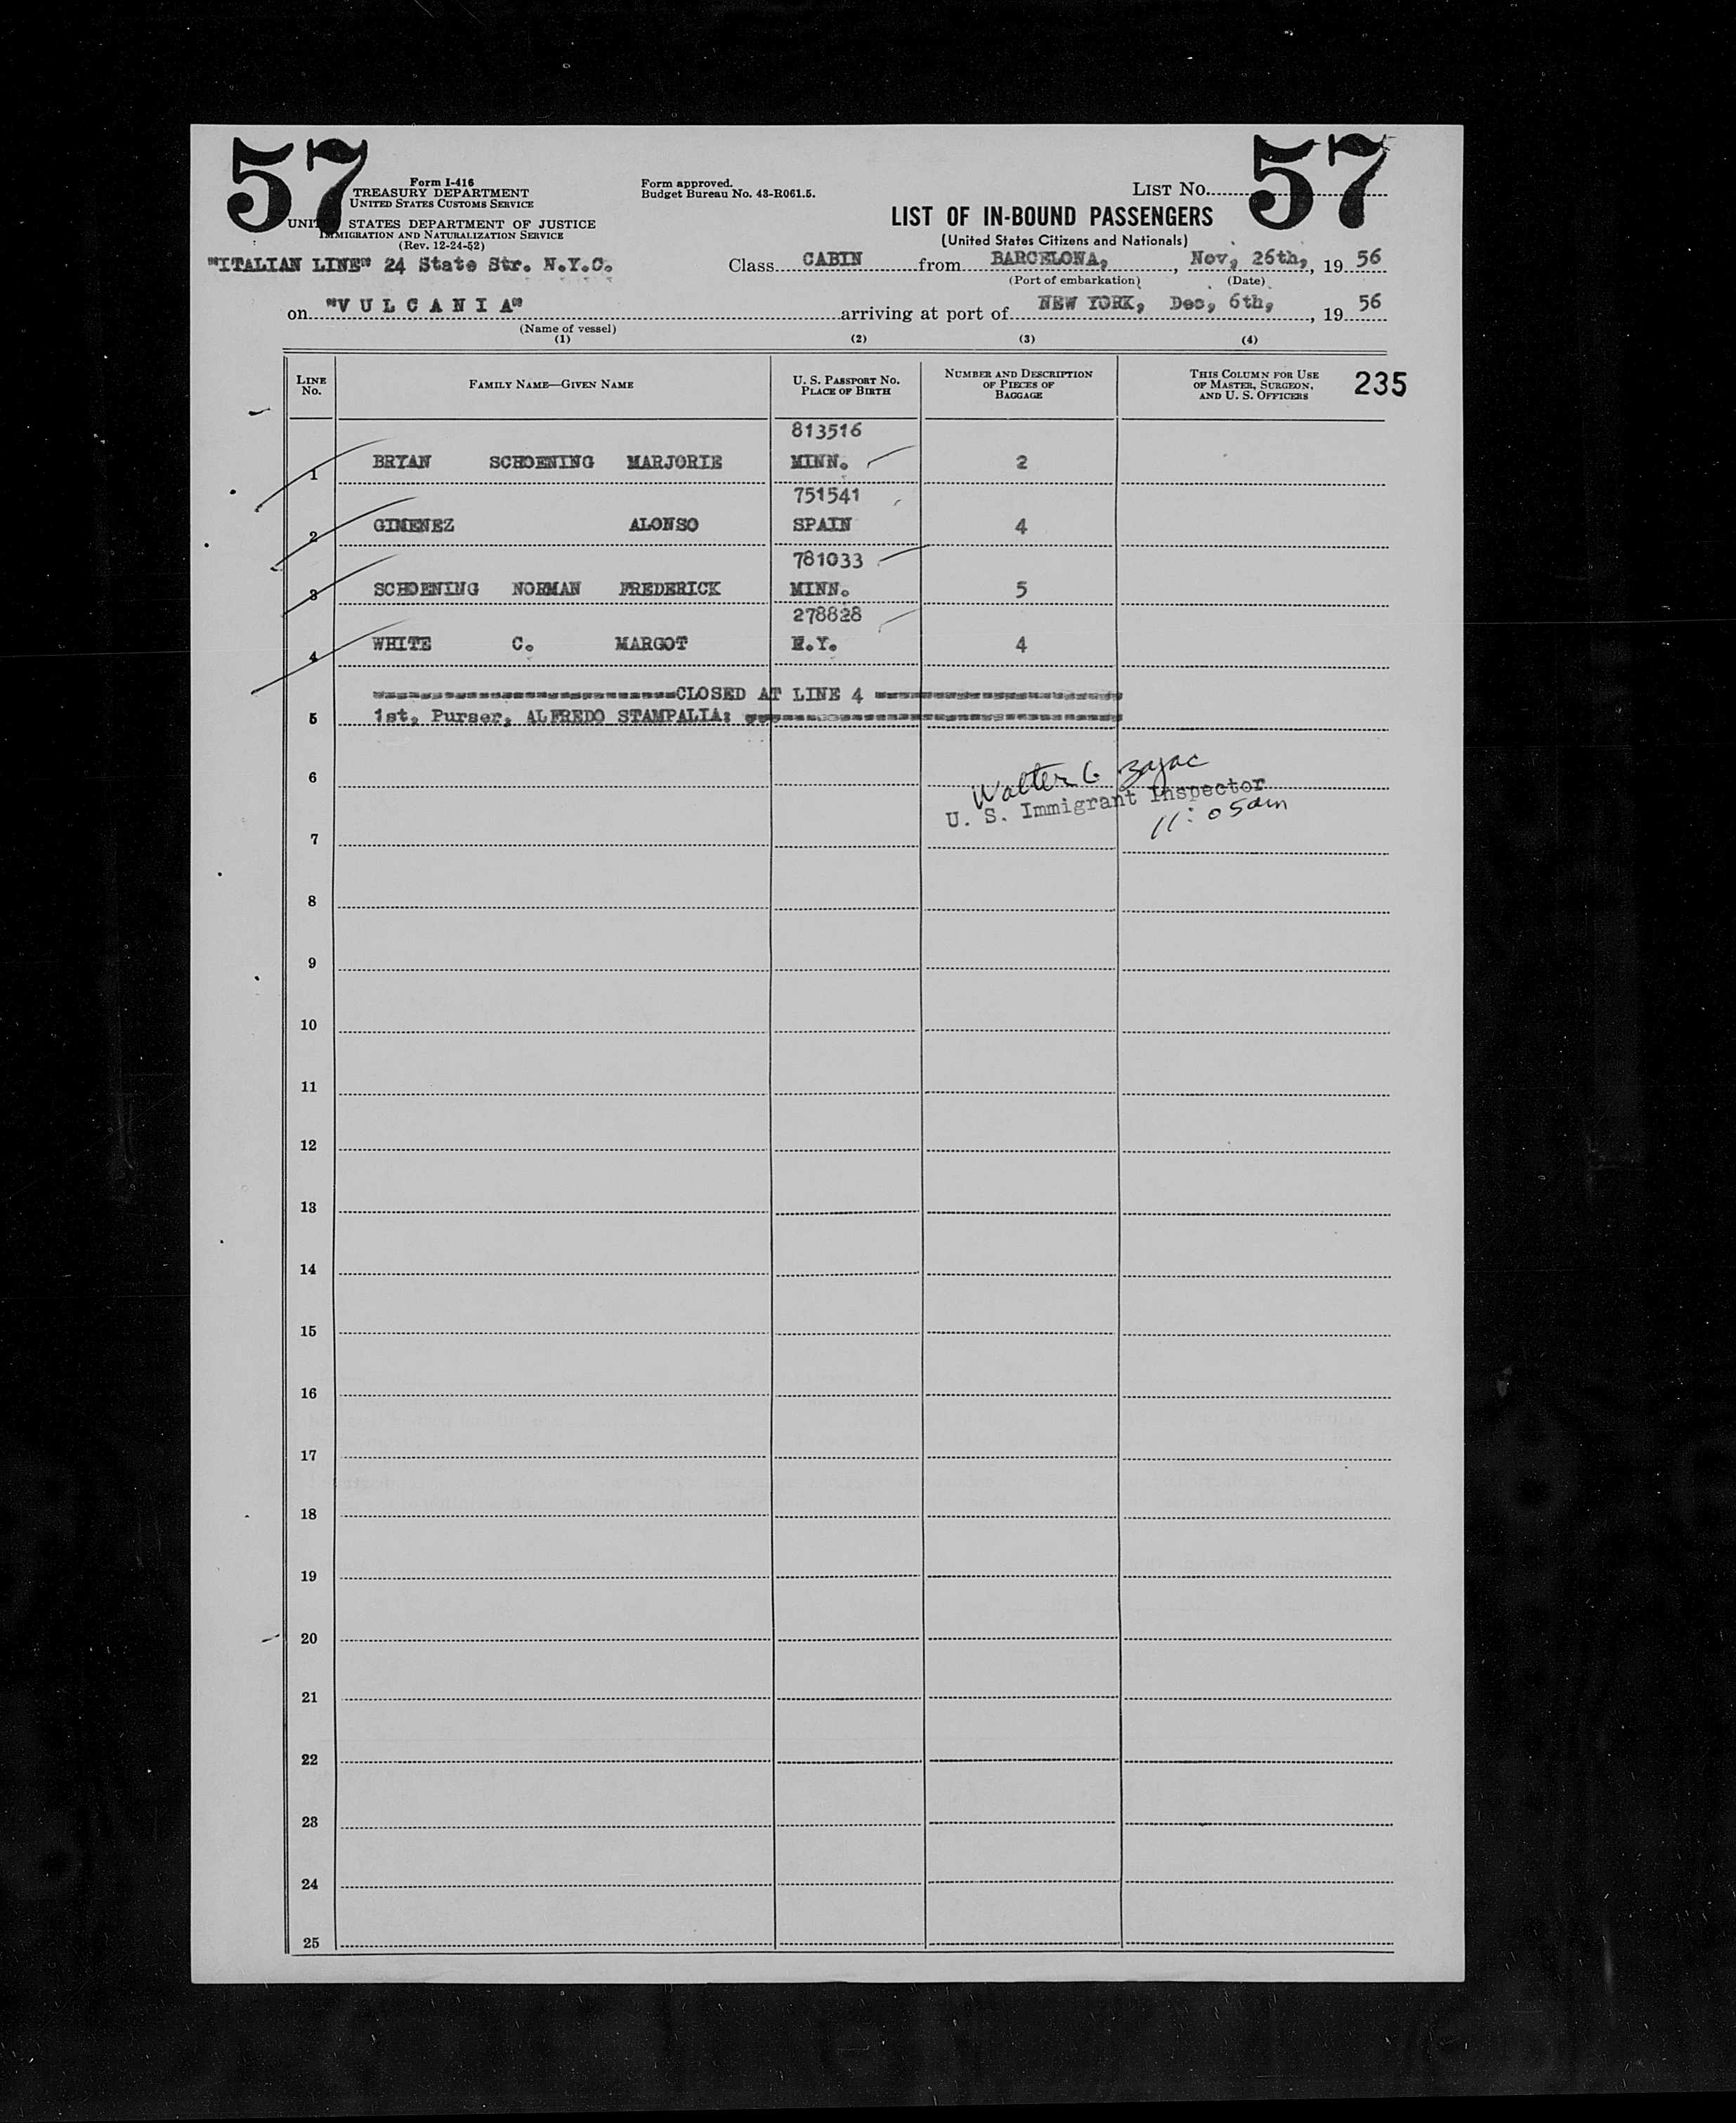 57
57
Form I-416
TREASURY DEPARTMENT
UNITED STATES CUSTOMS SERVICE
UNITED STATES DEPARTMENT OF JUSTICE
IMMIGRATION AND NATURALIZATION SERVICE
(Rev. 12-24-52)
Form approved.
Budget Bureau No. 43-R061.5.
LIST NO.
LIST OF IN-BOUND PASSENGERS
(United States Citizens and Nationals)
"ITALIAN LINE" 24 State Str. N.Y.C. Class CABIN from BARCELONA, , Nov, 26th, , 19 56
(Port of embarkation) (Date)
on "V U L C A N I A" arriving at port of NEW YORK, Dec, 6th, , 19 56
(Name of vessel)
(1) (2) (3) (4)
LINE NO. FAMILY NAME—GIVEN NAME U. S. PASSPORT NO. PLACE OF BIRTH NUMBER AND DESCRIPTION OF PIECES OF BAGGAGE THIS COLUMN FOR USE OF MASTER, SURGEON, AND U. S. OFFICERS 235
813516
1 BRYAN SCHOENING MARJORIE MINN. 2
751541
2 GIMENEZ ALONSO SPAIN 4
781033
3 SCHOENING NORMAN FREDERICK MINN. 5
278828
4 WHITE C. MARGOT N.Y. 4
CLOSED AT LINE 4
5 1st, Purser, ALFREDO STAMPALIA:
Walter G. Zajac
6
U. S. Immigrant Inspector
11:05am
7
8
9
10
11
12
13
14
15
16
17
18
19
20
21
22
23
24
25